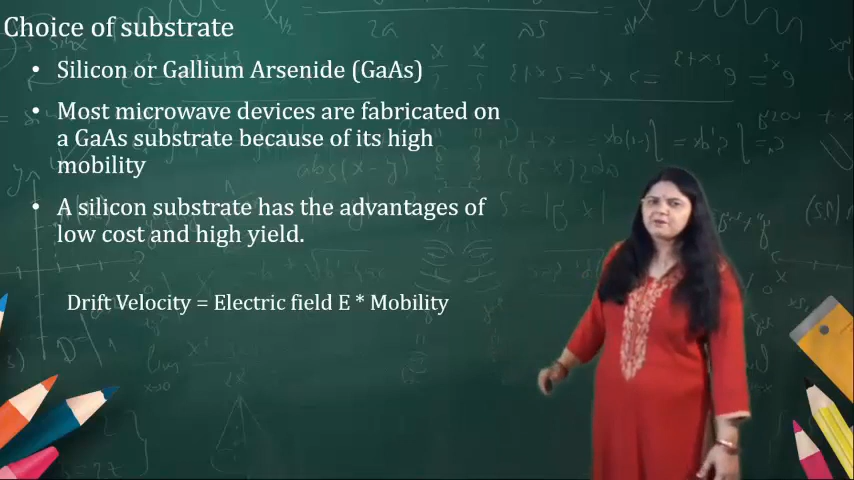 Choice of substrate
• Silicon or Gallium Arsenide (GaAs)
• Most microwave devices are fabricated on
a GaAs substrate because of its high
mobility
• A silicon substrate has the advantages of
low cost and high yield.
Drift Velocity = Electric field E * Mobility